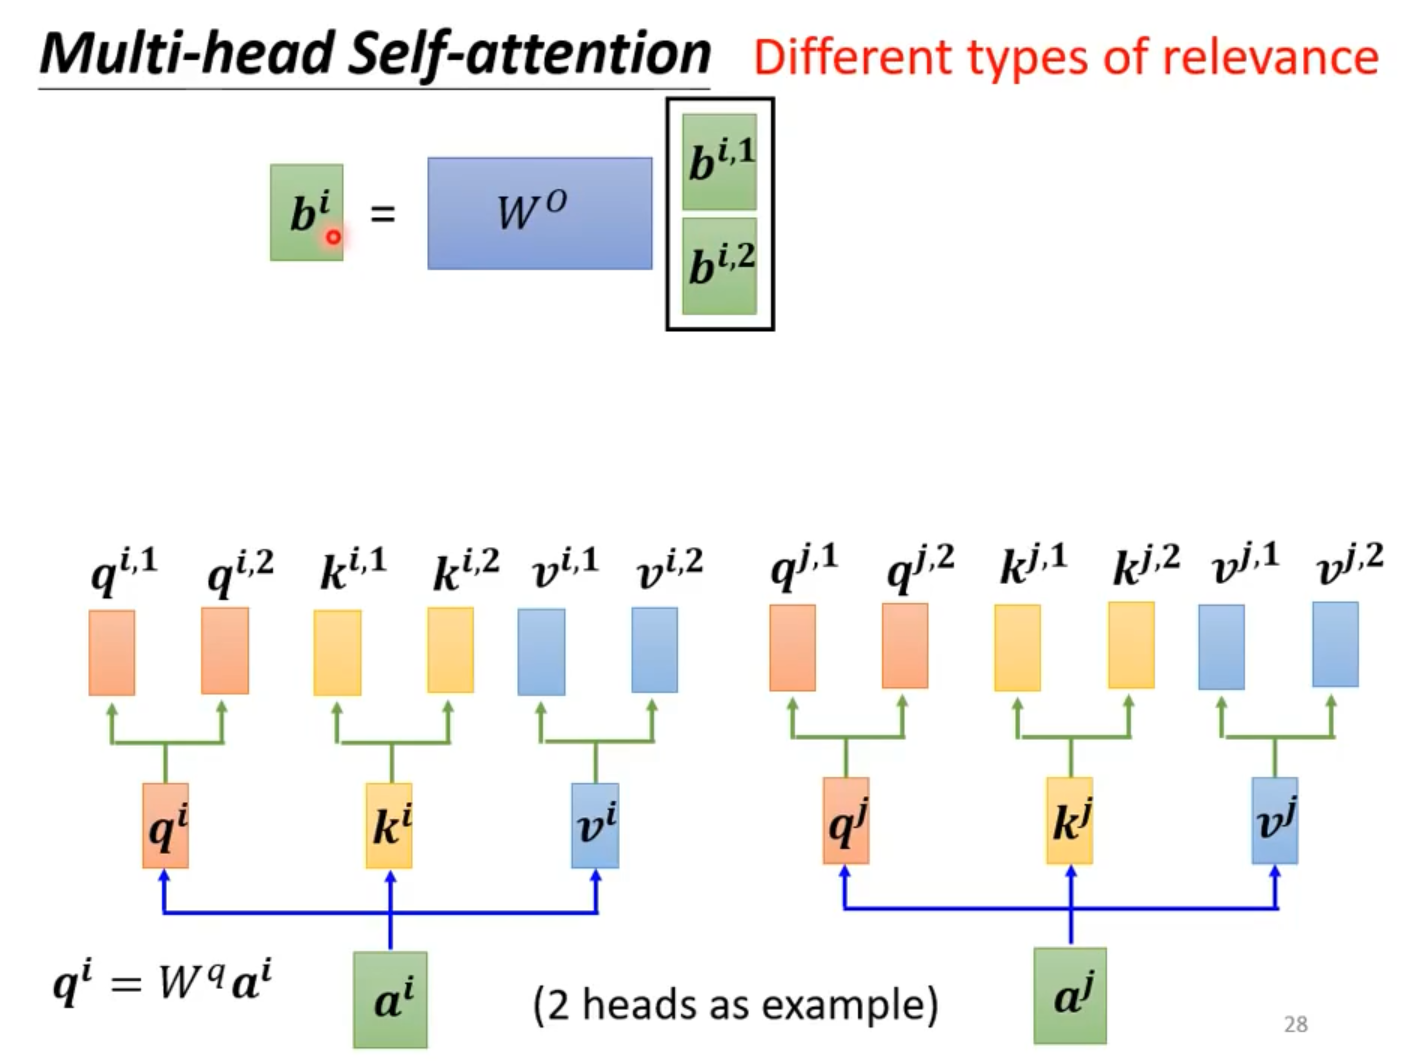 Multi-head Self-attention Different types of relevance
b^i = W^O b^{i,1}
b^{i,2}
q^{i,1} q^{i,2} k^{i,1} k^{i,2} v^{i,1} v^{i,2} q^{j,1} q^{j,2} k^{j,1} k^{j,2} v^{j,1} v^{j,2}
q^i k^i v^i q^j k^j v^j
q^i = W^q a^i a^i (2 heads as example) a^j
28